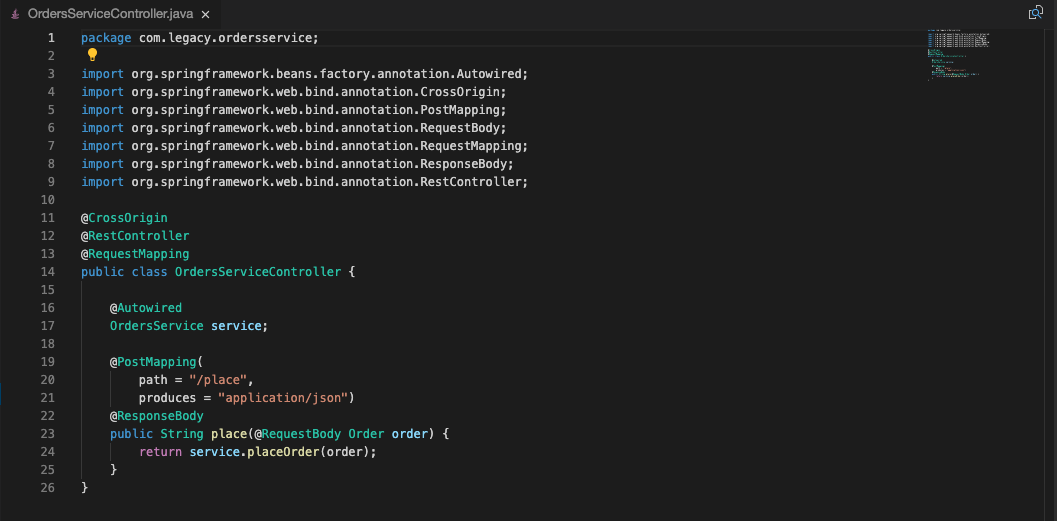 OrdersServiceController.java ×
1 package com.legacy.ordersservice;
2
3 import org.springframework.beans.factory.annotation.Autowired;
4 import org.springframework.web.bind.annotation.CrossOrigin;
5 import org.springframework.web.bind.annotation.PostMapping;
6 import org.springframework.web.bind.annotation.RequestBody;
7 import org.springframework.web.bind.annotation.RequestMapping;
8 import org.springframework.web.bind.annotation.ResponseBody;
9 import org.springframework.web.bind.annotation.RestController;
10
11 @CrossOrigin
12 @RestController
13 @RequestMapping
14 public class OrdersServiceController {
15
16     @Autowired
17     OrdersService service;
18
19     @PostMapping(
20         path = "/place",
21         produces = "application/json")
22     @ResponseBody
23     public String place(@RequestBody Order order) {
24         return service.placeOrder(order);
25     }
26 }